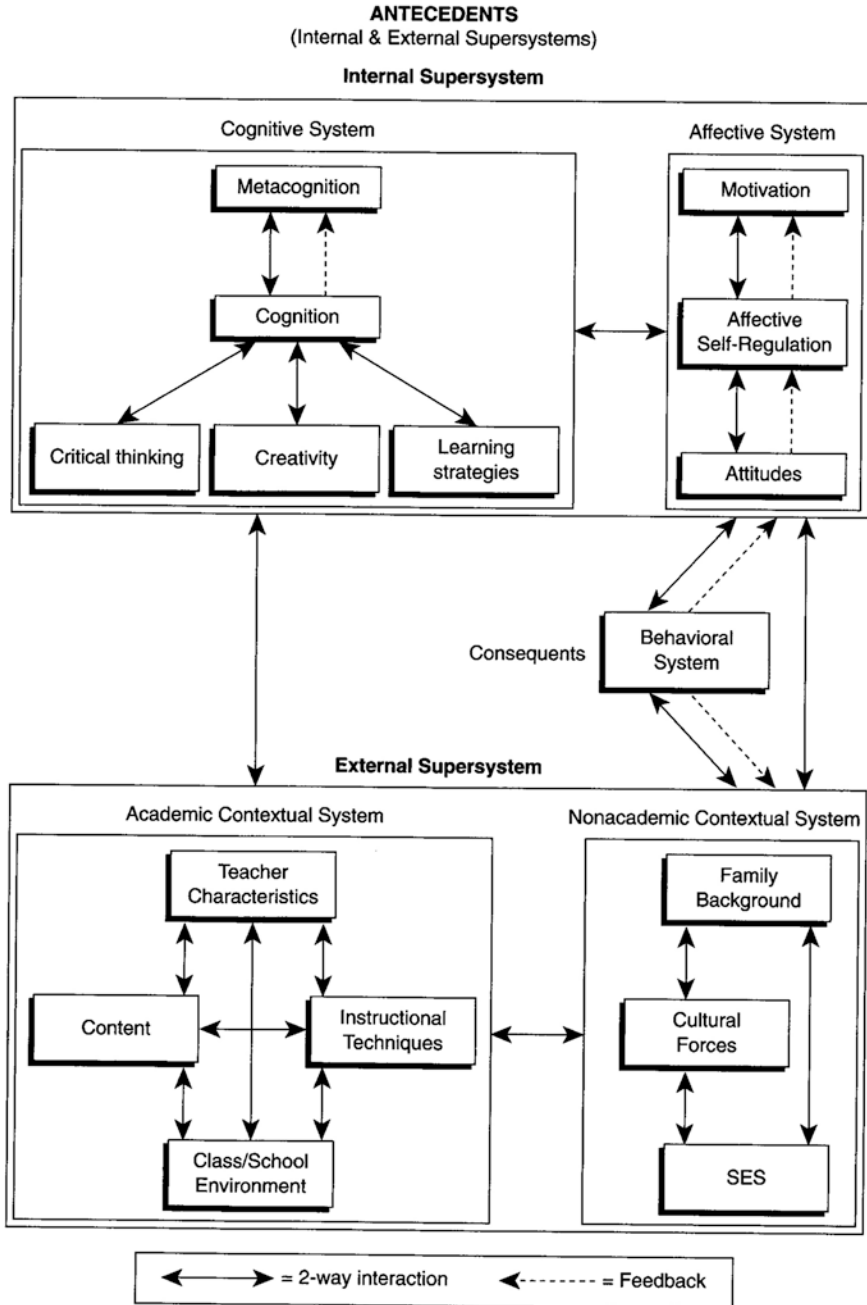 ANTECEDENTS
(Internal & External Supersystems)
Internal Supersystem
Cognitive System
Affective System
Metacognition
Motivation
Cognition
Affective
Self-Regulation
Critical thinking
Creativity
Learning
strategies
Attitudes
Consequents
Behavioral
System
External Supersystem
Academic Contextual System
Nonacademic Contextual System
Teacher
Characteristics
Family
Background
Content
Instructional
Techniques
Cultural
Forces
Class/School
Environment
SES
= 2-way interaction
= Feedback